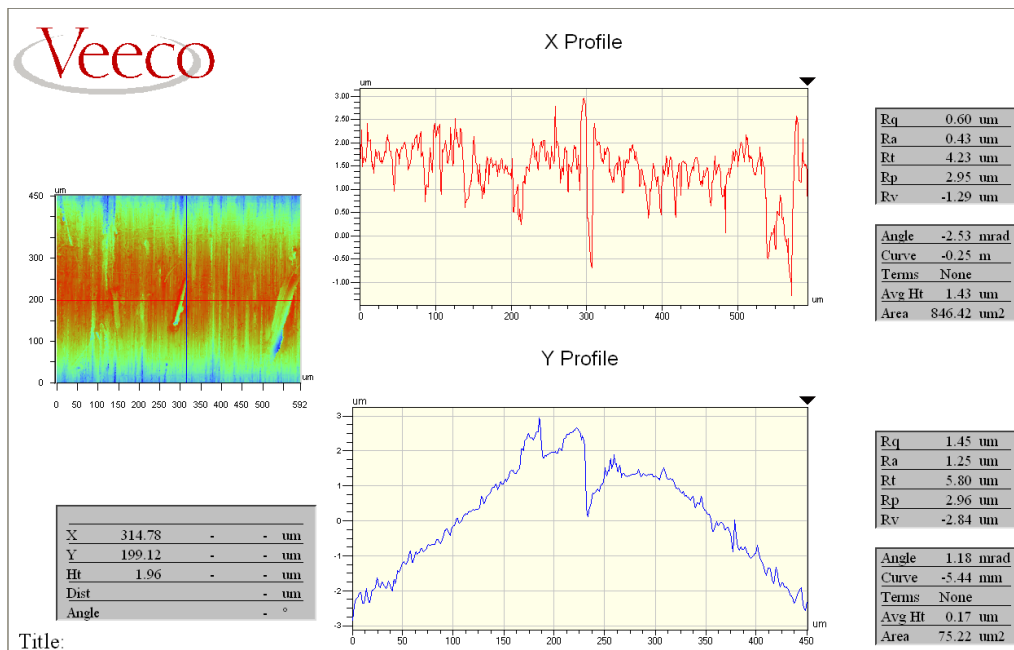 Veeco
X Profile
um
3.00
2.50
2.00
1.50
1.00
0.50
0.00
-0.50
-1.00
0 100 200 300 400 500
um
Rq 0.60 um
Ra 0.43 um
Rt 4.23 um
Rp 2.95 um
Rv -1.29 um
Angle -2.53 mrad
Curve -0.25 m
Terms None
Avg Ht 1.43 um
Area 846.42 um2
um
450
300
200
100
0
um
0 50 100 150 200 250 300 350 400 450 500 592
Y Profile
um
3
2
1
0
-1
-2
-3
0 50 100 150 200 250 300 350 400 450
um
Rq 1.45 um
Ra 1.25 um
Rt 5.80 um
Rp 2.96 um
Rv -2.84 um
Angle 1.18 mrad
Curve -5.44 mm
Terms None
Avg Ht 0.17 um
Area 75.22 um2
X 314.78 - - um
Y 199.12 - - um
Ht 1.96 - - um
Dist - um
Angle - °
Title: